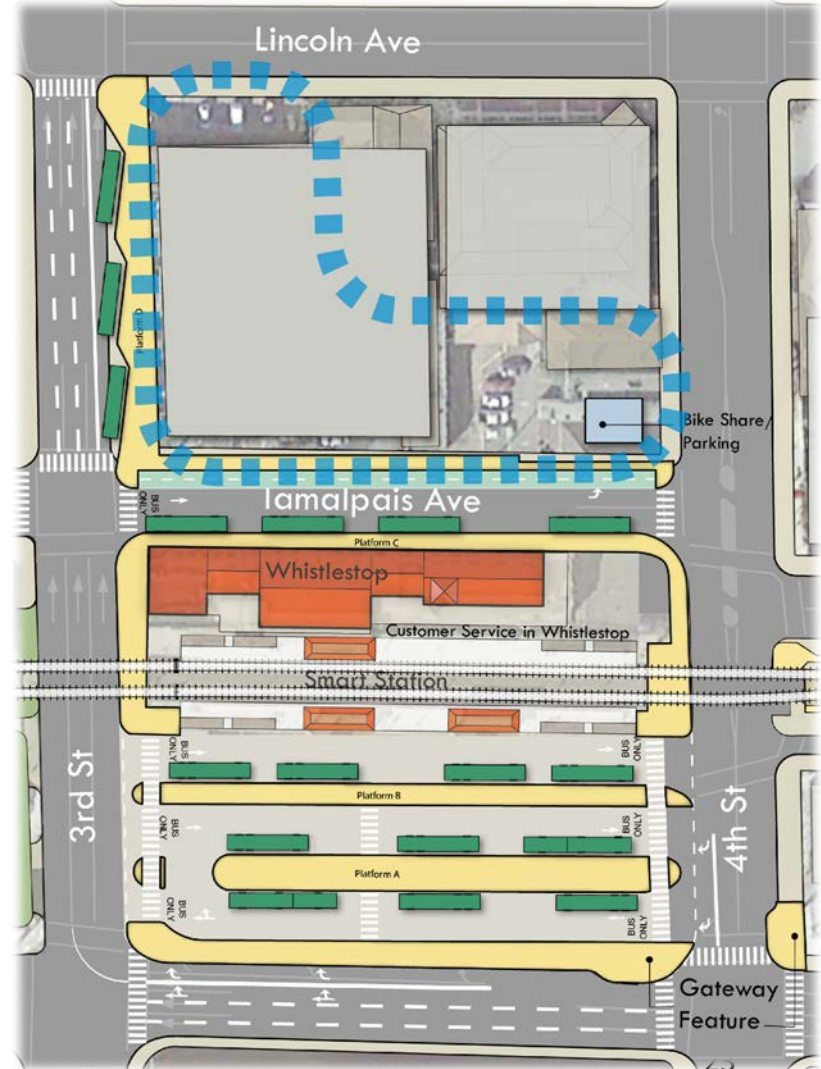 Lincoln Ave
Platform D
Bike Share/
Parking
Tamalpais Ave
BUS
ONLY
Platform C
Whistlestop
Customer Service in Whistlestop
Smart Station
3rd St
4th St
BUS
ONLY
BUS
ONLY
Platform B
BUS
ONLY
BUS
ONLY
Platform A
BUS
ONLY
BUS
ONLY
Gateway
Feature